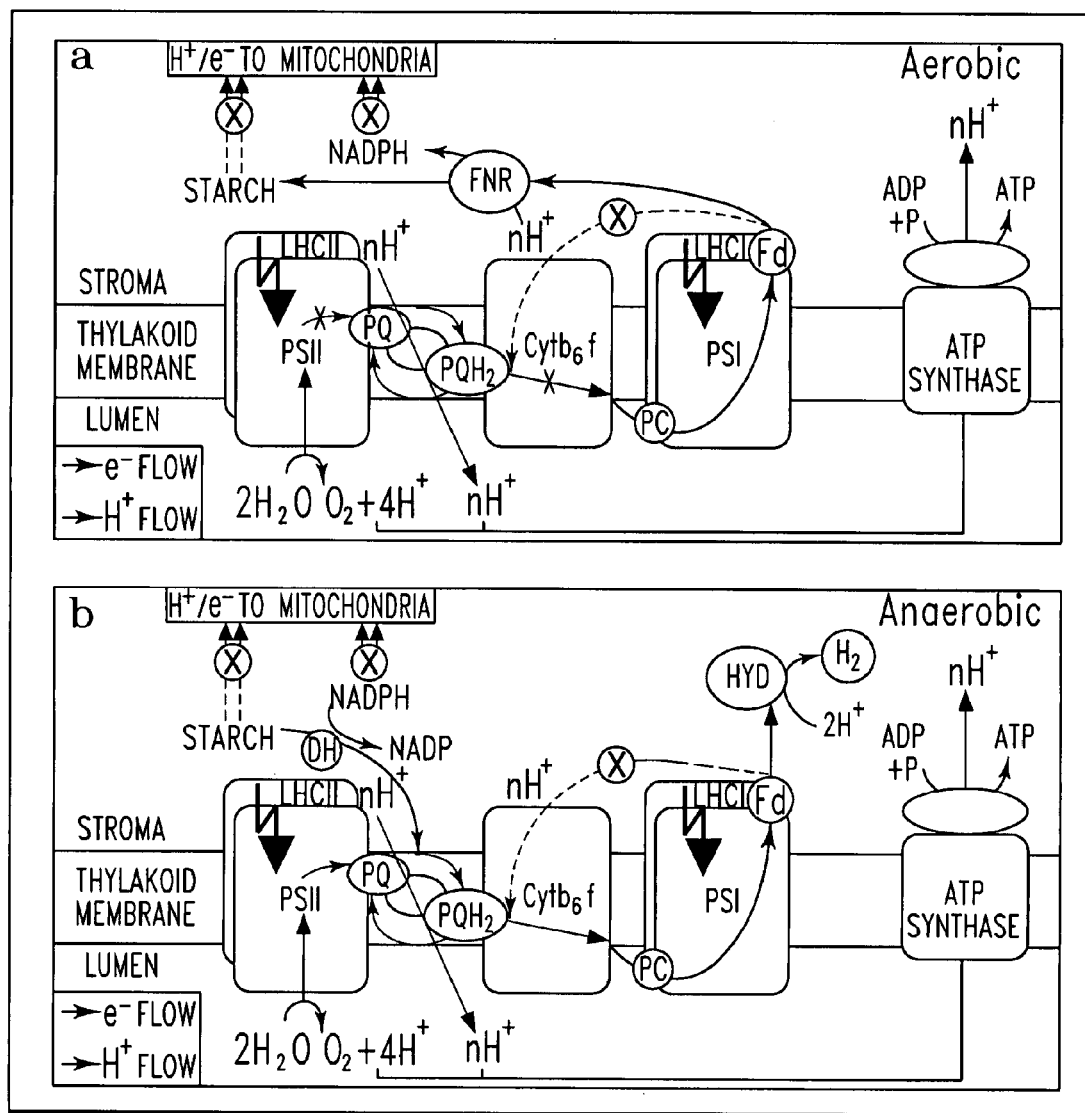 a
H⁺/e⁻ TO MITOCHONDRIA
Aerobic
X
X
nH⁺
NADPH
STARCH
FNR
ADP
+P
ATP
X
nH⁺
nH⁺
LHCII
LHCI
Fd
STROMA
THYLAKOID
MEMBRANE
PSII
X
PQ
PQH₂
Cytb₆f
X
PSI
ATP
SYNTHASE
LUMEN
PC
→e⁻ FLOW
→H⁺ FLOW
2H₂O O₂+4H⁺
nH⁺
b
H⁺/e⁻ TO MITOCHONDRIA
Anaerobic
X
X
HYD
H₂
nH⁺
NADPH
2H⁺
STARCH
DH
NADP
+
ADP
+P
ATP
X
nH
nH⁺
LHCII
LHCI
Fd
STROMA
THYLAKOID
MEMBRANE
PSII
PQ
PQH₂
Cytb₆f
PSI
ATP
SYNTHASE
LUMEN
PC
→e⁻ FLOW
→H⁺ FLOW
2H₂O O₂+4H⁺
nH⁺